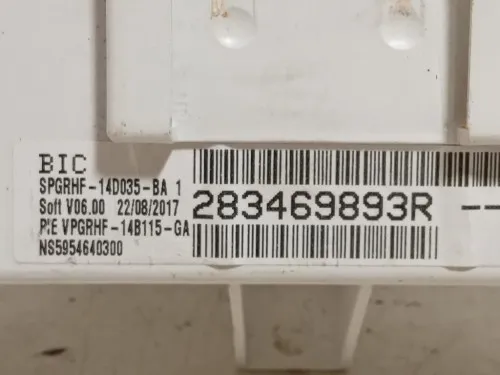 BIC
SPGRHF-14D035-BA 1
Soft V06.00 22/08/2017
P:E VPGRHF-14B115-GA
NS5954640300
283469893R --